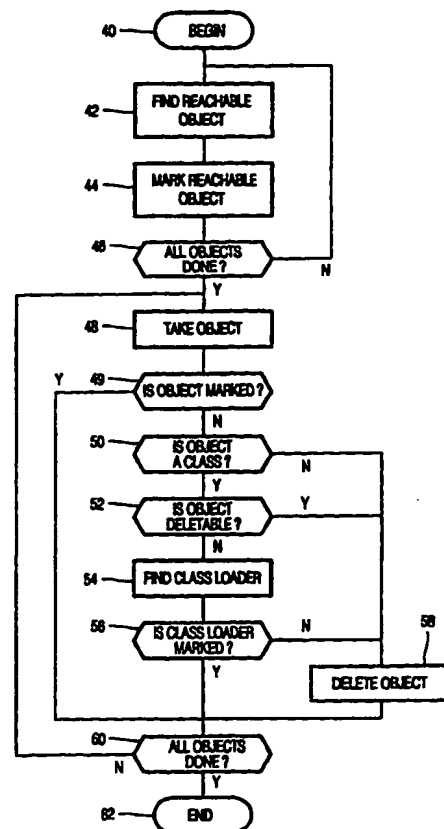 40
BEGIN
42
FIND REACHABLE
OBJECT
44
MARK REACHABLE
OBJECT
46
ALL OBJECTS
DONE ?
N
Y
48
TAKE OBJECT
Y
49
IS OBJECT MARKED ?
N
50
IS OBJECT
A CLASS ?
N
Y
52
IS OBJECT
DELETABLE ?
Y
N
54
FIND CLASS LOADER
56
IS CLASS LOADER
MARKED ?
N
58
Y
DELETE OBJECT
60
ALL OBJECTS
DONE ?
N
Y
62
END